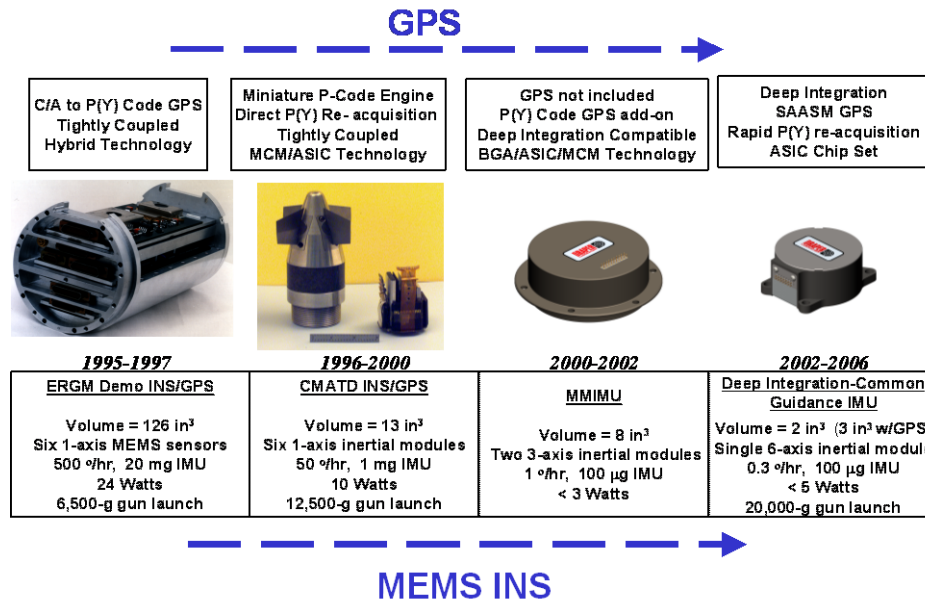 GPS
C/A to P(Y) Code GPS
Tightly Coupled
Hybrid Technology
Miniature P-Code Engine
Direct P(Y) Re- acquisition
Tightly Coupled
MCM/ASIC Technology
GPS not included
P(Y) Code GPS add-on
Deep Integration Compatible
BGA/ASIC/MCM Technology
Deep Integration
SAASM GPS
Rapid P(Y) re-acquisition
ASIC Chip Set
DRAPER
DRAPER
1995-1997
1996-2000
2000-2002
2002-2006
ERGM Demo INS/GPS
Volume = 126 in³
Six 1-axis MEMS sensors
500 º/hr, 20 mg IMU
24 Watts
6,500-g gun launch
CMATD INS/GPS
Volume = 13 in³
Six 1-axis inertial modules
50 º/hr, 1 mg IMU
10 Watts
12,500-g gun launch
MMIMU
Volume = 8 in³
Two 3-axis inertial modules
1 º/hr, 100 µg IMU
< 3 Watts
Deep Integration-Common
Guidance IMU
Volume = 2 in³ (3 in³ w/GPS
Single 6-axis inertial modul
0.3 º/hr, 100 µg IMU
< 5 Watts
20,000-g gun launch
MEMS INS